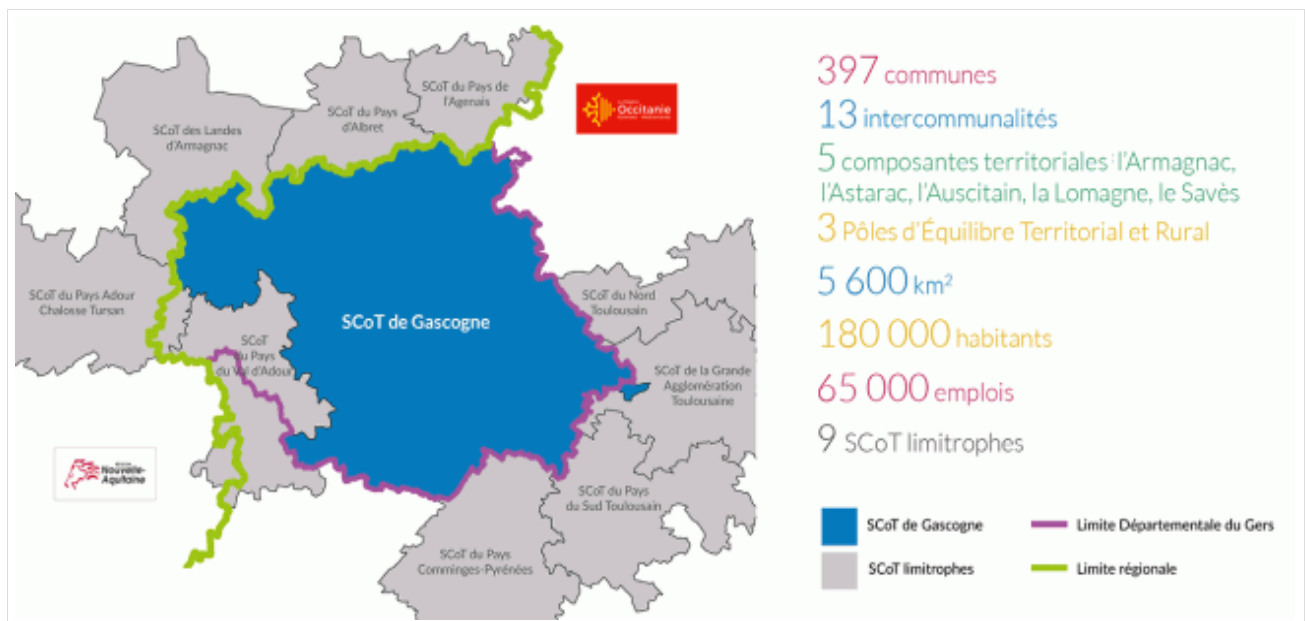 SCoT du Pays de
l'Agenais
SCoT du Pays
d'Albret
SCoT des Landes
d'Armagnac
Occitanie
SCoT du Pays Adour
Chalosse Tursan
SCoT du Nord
Toulousain
SCoT de Gascogne
SCoT
du Pays
du Val d'Adour
SCoT de la Grande
Agglomération
Toulousaine
Nouvelle-
Aquitaine
SCoT du Pays
du Sud Toulousain
SCoT du Pays
Comminges-Pyrénées
397 communes
13 intercommunalités
5 composantes territoriales : l'Armagnac,
l'Astarac, l'Auscitain, la Lomagne, le Savès
3 Pôles d'Équilibre Territorial et Rural
5 600 km²
180 000 habitants
65 000 emplois
9 SCoT limitrophes
SCoT de Gascogne
Limite Départementale du Gers
SCoT limitrophes
Limite régionale